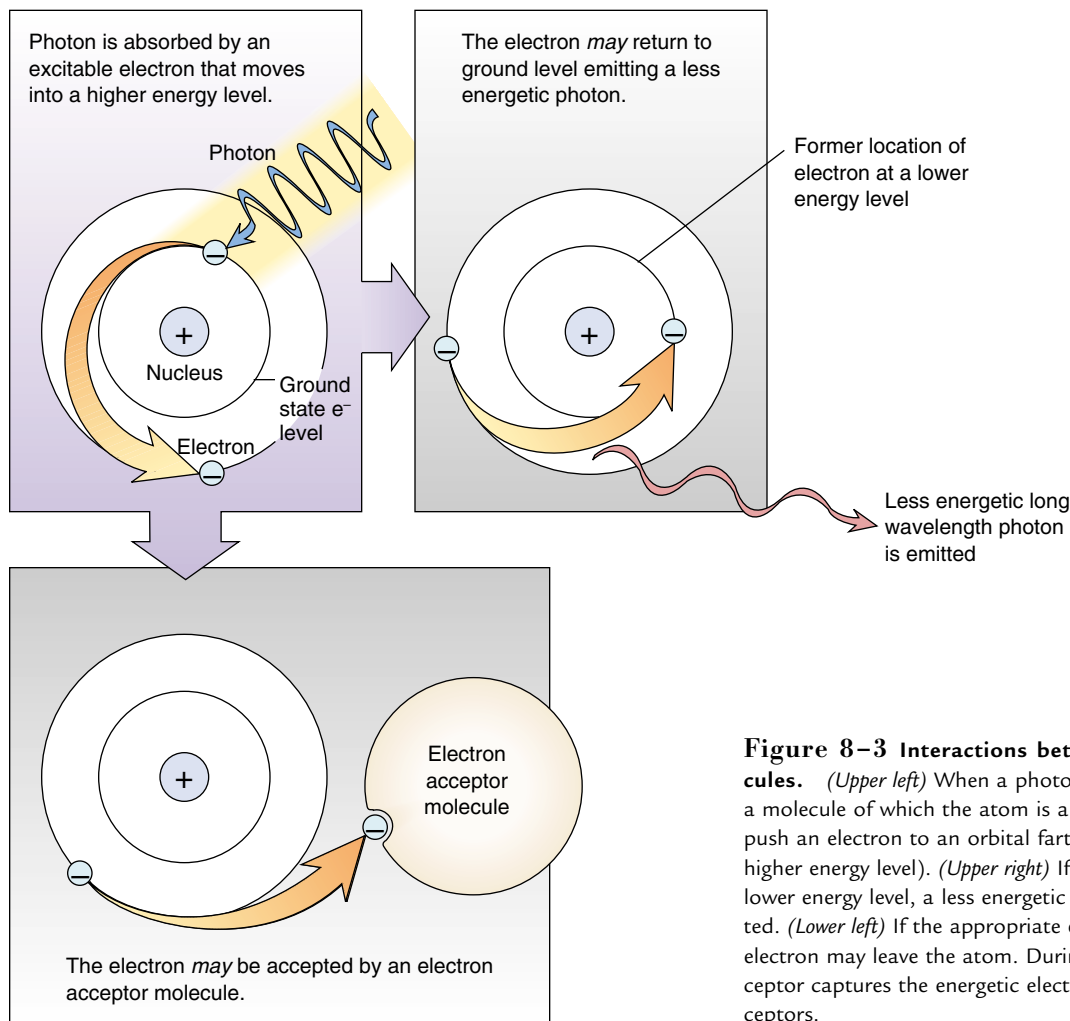 Photon is absorbed by an
excitable electron that moves
into a higher energy level.
Photon
−
+
Nucleus
Ground
state e–
level
Electron
−
The electron may return to
ground level emitting a less
energetic photon.
Former location of
electron at a lower
energy level
−
+
−
Less energetic long
wavelength photon
is emitted
+
−
−
Electron
acceptor
molecule
The electron may be accepted by an electron
acceptor molecule.
Figure 8–3 Interactions bet
cules. (Upper left) When a photo
a molecule of which the atom is a
push an electron to an orbital fart
higher energy level). (Upper right) If
lower energy level, a less energetic
ted. (Lower left) If the appropriate e
electron may leave the atom. Durin
ceptor captures the energetic elect
ceptors.